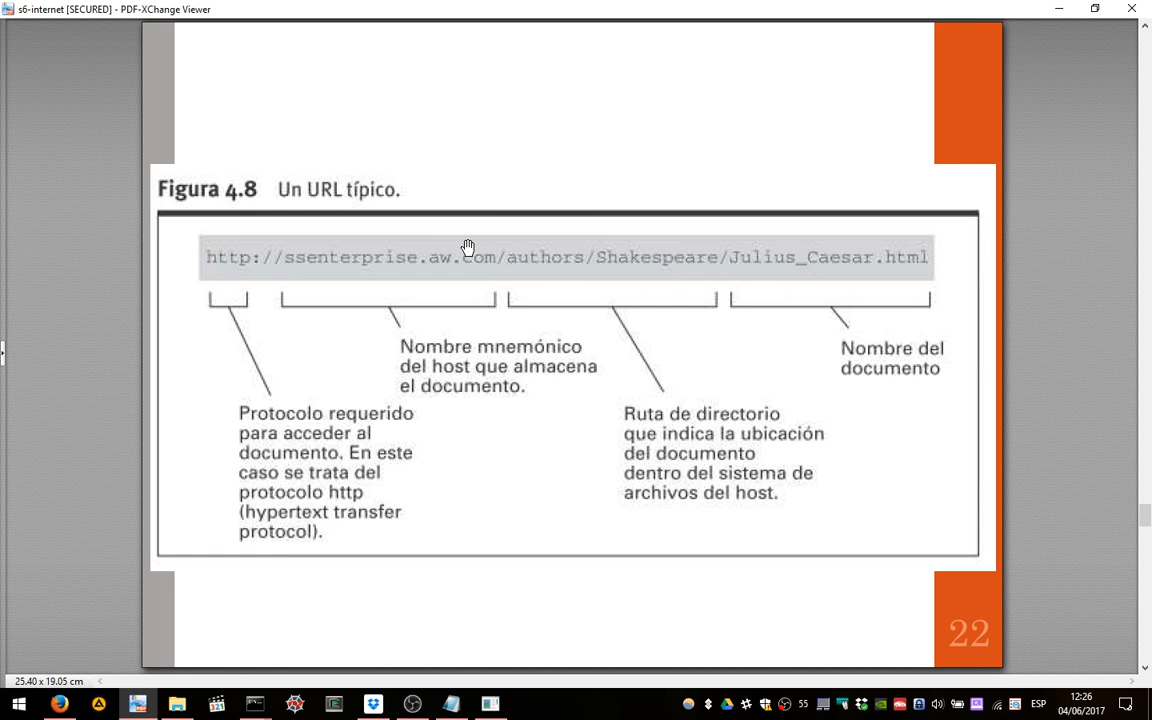 s6-internet [SECURED] - PDF-XChange Viewer
Figura 4.8 Un URL típico.
http://ssenterprise.aw.com/authors/Shakespeare/Julius_Caesar.html
Nombre mnemónico
del host que almacena
el documento.
Nombre del
documento
Protocolo requerido
para acceder al
documento. En este
caso se trata del
protocolo http
(hypertext transfer
protocol).
Ruta de directorio
que indica la ubicación
del documento
dentro del sistema de
archivos del host.
22
25.40 x 19.05 cm
55
ESP
12:26
04/06/2017